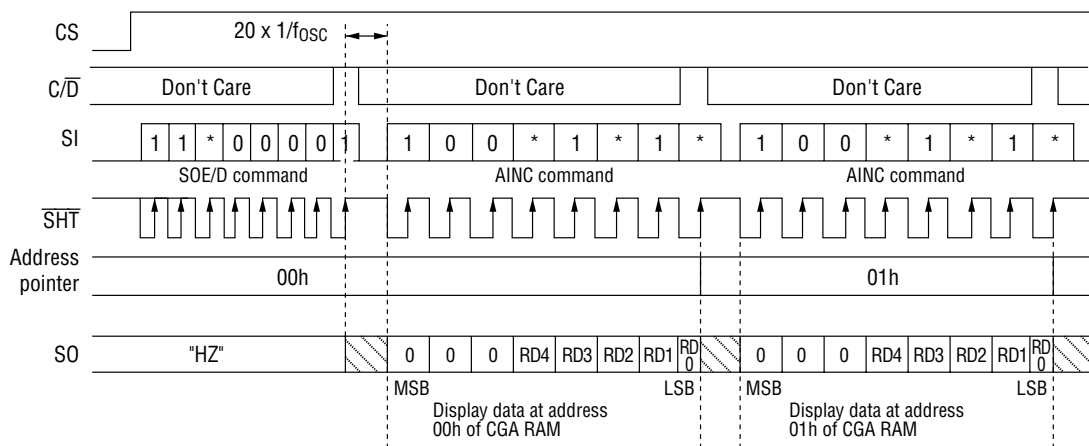 CS
20 x 1/fOSC
C/D Don't Care Don't Care Don't Care
SI 1 1 * 0 0 0 0 1 1 0 0 * 1 * 1 * 1 0 0 * 1 * 1 *
SOE/D command AINC command AINC command
SHT
Address
pointer
00h 01h
SO "HZ" 0 0 0 RD4 RD3 RD2 RD1 RD0 0 0 0 RD4 RD3 RD2 RD1 RD0
MSB LSB MSB LSB
Display data at address
00h of CGA RAM
Display data at address
01h of CGA RAM